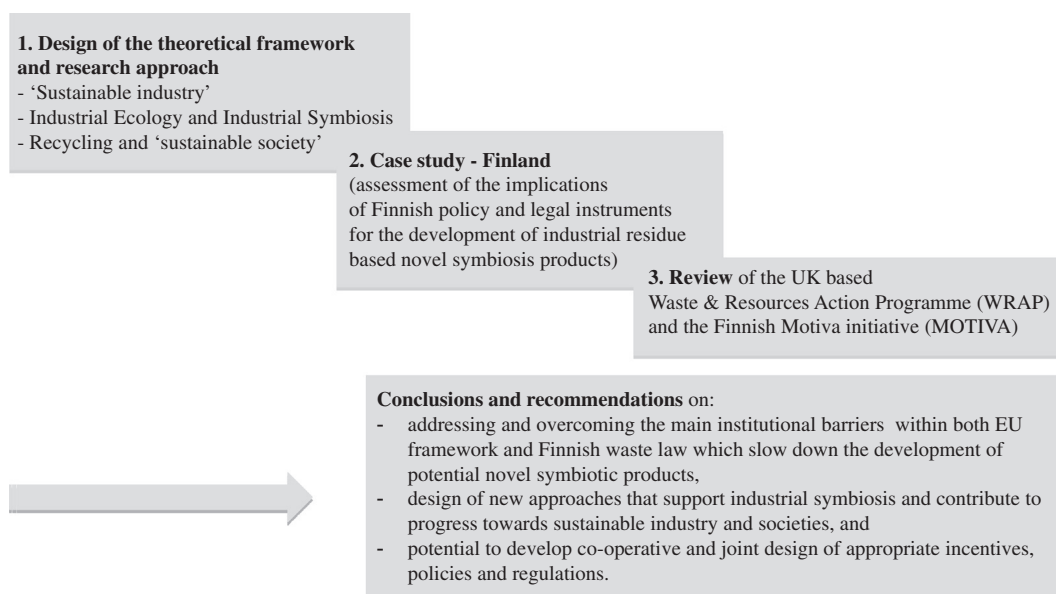 1. Design of the theoretical framework
and research approach
- ‘Sustainable industry’
- Industrial Ecology and Industrial Symbiosis
- Recycling and ‘sustainable society’
2. Case study - Finland
(assessment of the implications
of Finnish policy and legal instruments
for the development of industrial residue
based novel symbiosis products)
3. Review of the UK based
Waste & Resources Action Programme (WRAP)
and the Finnish Motiva initiative (MOTIVA)
Conclusions and recommendations on:
- addressing and overcoming the main institutional barriers within both EU
framework and Finnish waste law which slow down the development of
potential novel symbiotic products,
- design of new approaches that support industrial symbiosis and contribute to
progress towards sustainable industry and societies, and
- potential to develop co-operative and joint design of appropriate incentives,
policies and regulations.